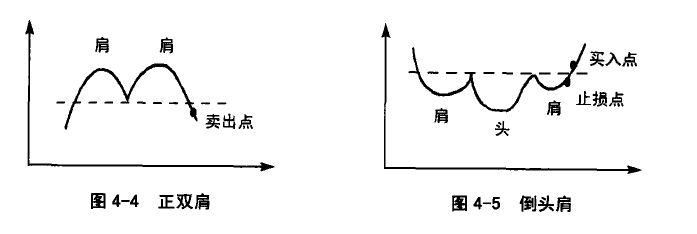 肩 肩
卖出点
图 4-4 正双肩
买入点
止损点
肩 头 肩
图 4-5 倒头肩